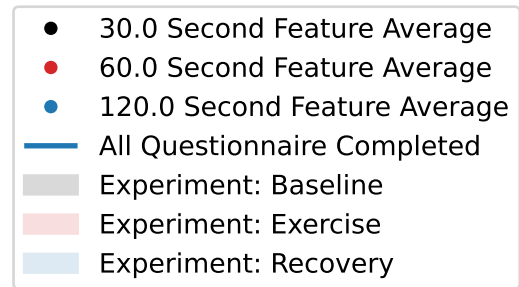 30.0 Second Feature Average
60.0 Second Feature Average
120.0 Second Feature Average
All Questionnaire Completed
Experiment: Baseline
Experiment: Exercise
Experiment: Recovery